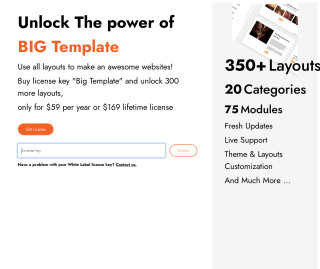 Unlock The power of
BIG Template
Use all layouts to make an awesome websites!
Buy license key "Big Template" and unlock 300
more layouts,
only for $59 per year or $169 lifetime license
Get License
License key
Have a problem with your White Label license key? Contact us.
350+ Layouts
20 Categories
75 Modules
Fresh Updates
Live Support
Theme & Layouts
Customization
And Much More ...